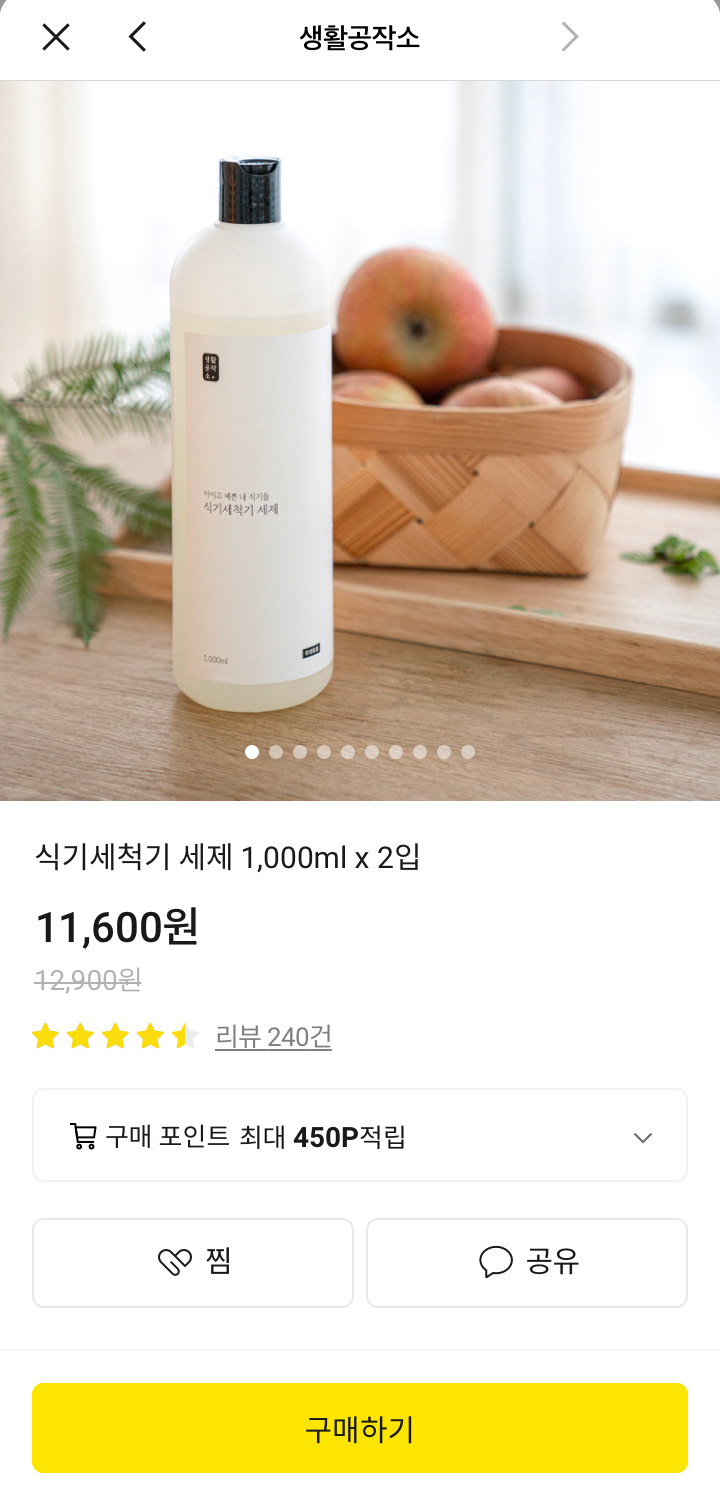 생활공작소
생활
공작
소
아이고 예쁜 내 식기들
식기세척기 세제
1,000ml
식기세척기 세제 1,000ml x 2입
11,600원
12,900원
리뷰 240건
구매 포인트 최대 450P적립
찜
공유
구매하기